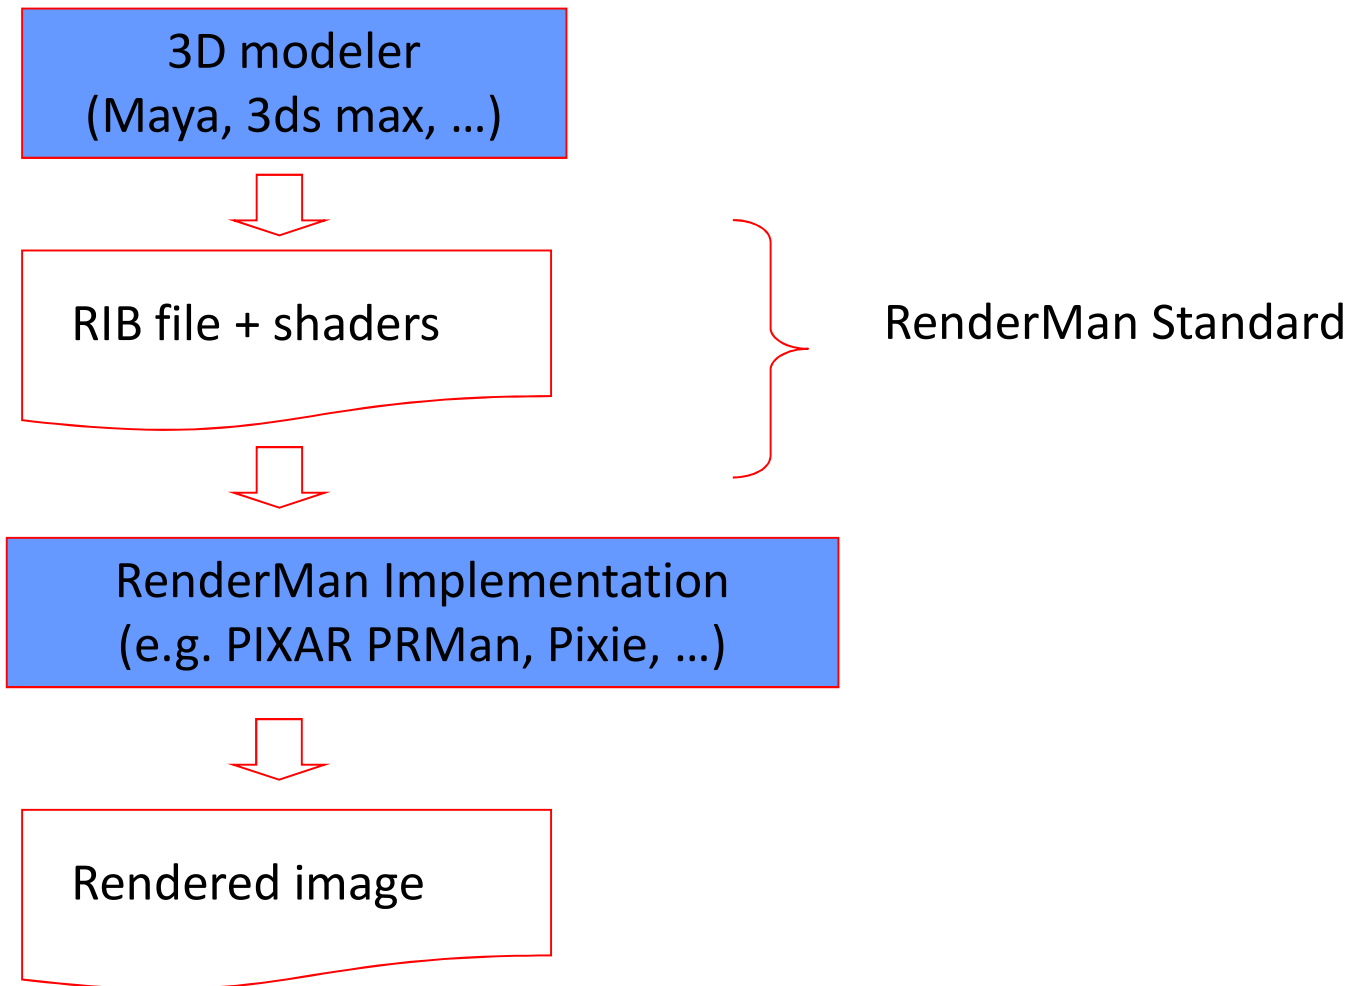 3D modeler
(Maya, 3ds max, …)
RIB file + shaders
RenderMan Standard
RenderMan Implementation
(e.g. PIXAR PRMan, Pixie, …)
Rendered image